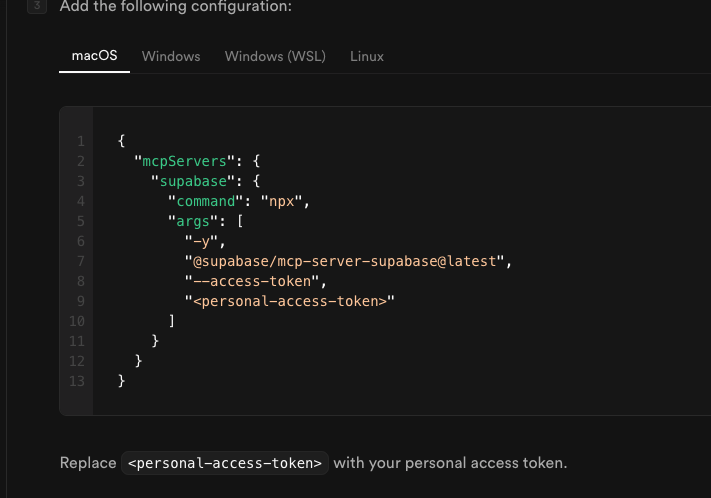 3 Add the following configuration:
macOS Windows Windows (WSL) Linux
1 {
2   "mcpServers": {
3     "supabase": {
4       "command": "npx",
5       "args": [
6         "-y",
7         "@supabase/mcp-server-supabase@latest",
8         "--access-token",
9         "<personal-access-token>"
10       ]
11     }
12   }
13 }
Replace <personal-access-token> with your personal access token.